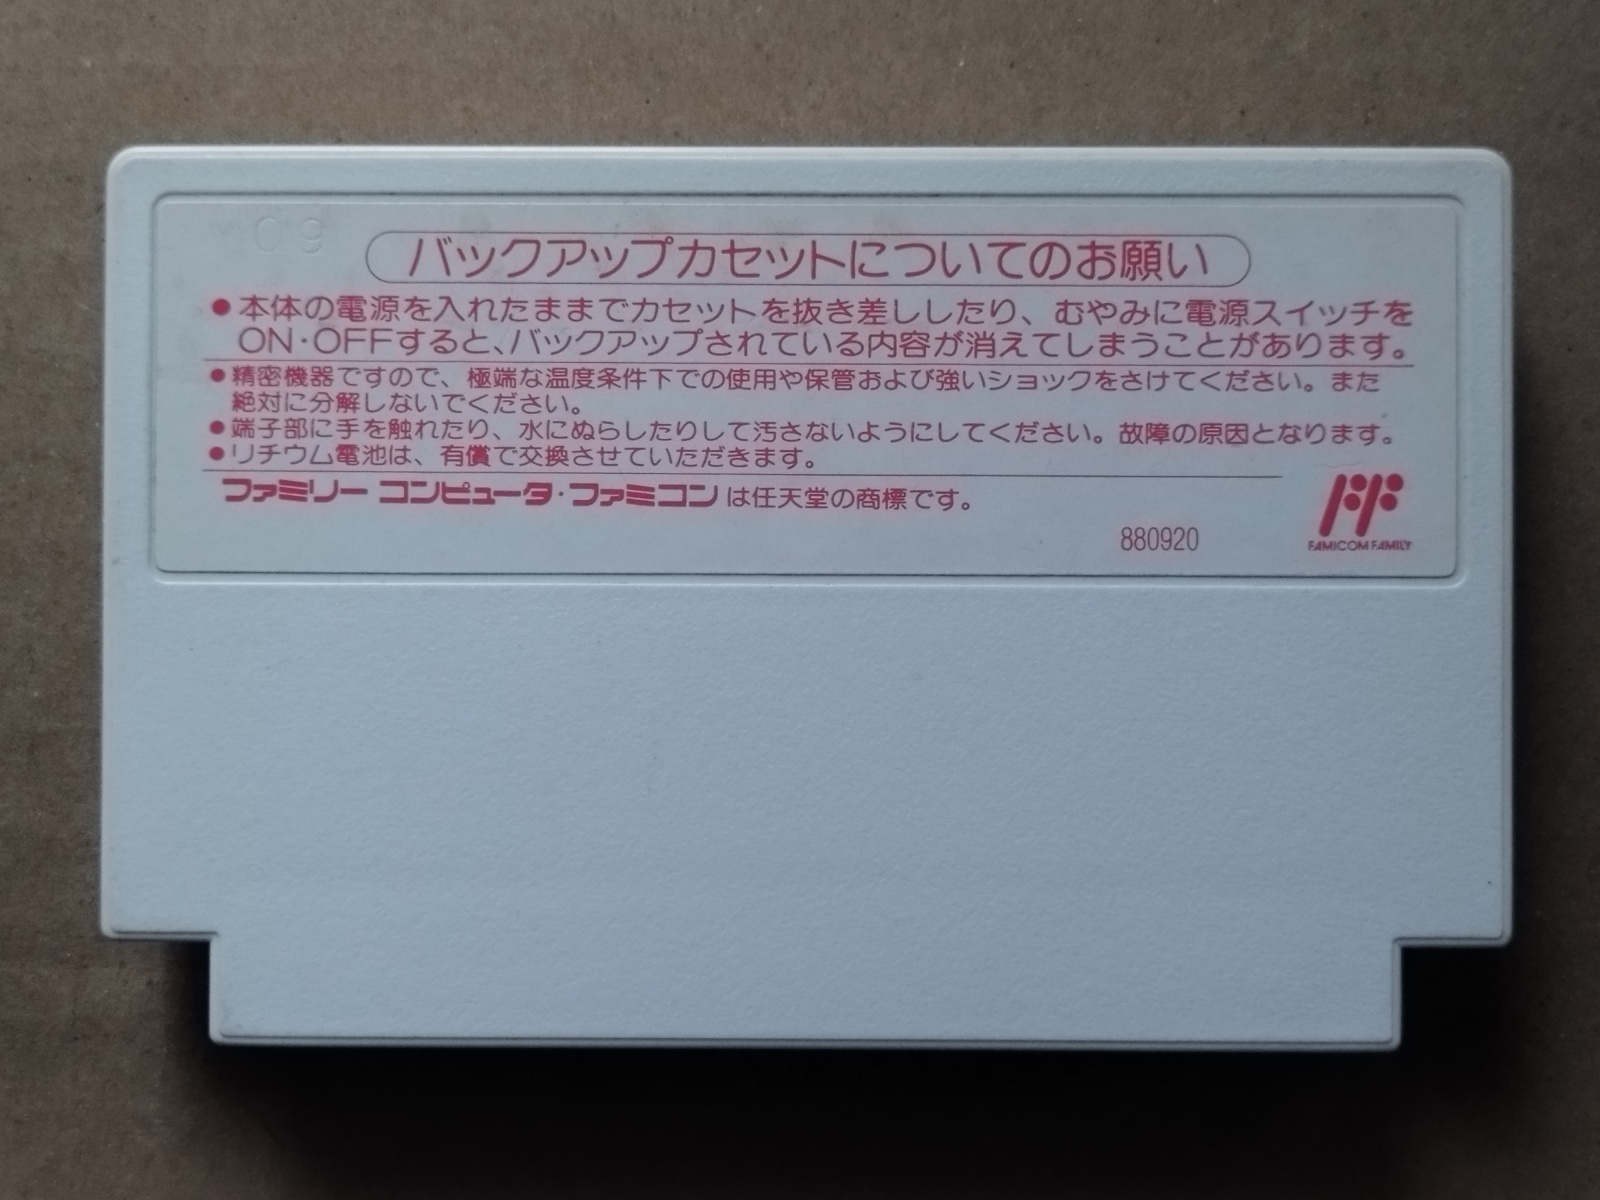 C9
バックアップカセットについてのお願い
●本体の電源を入れたままでカセットを抜き差ししたり、むやみに電源スイッチを
ON・OFFすると、バックアップされている内容が消えてしまうことがあります。
●精密機器ですので、極端な温度条件下での使用や保管および強いショックをさけてください。また
絶対に分解しないでください。
●端子部に手を触れたり、水にぬらしたりして汚さないようにしてください。故障の原因となります。
●リチウム電池は、有償で交換させていただきます。
ファミリー コンピュータ・ファミコンは任天堂の商標です。
880920
FAMICOM FAMILY